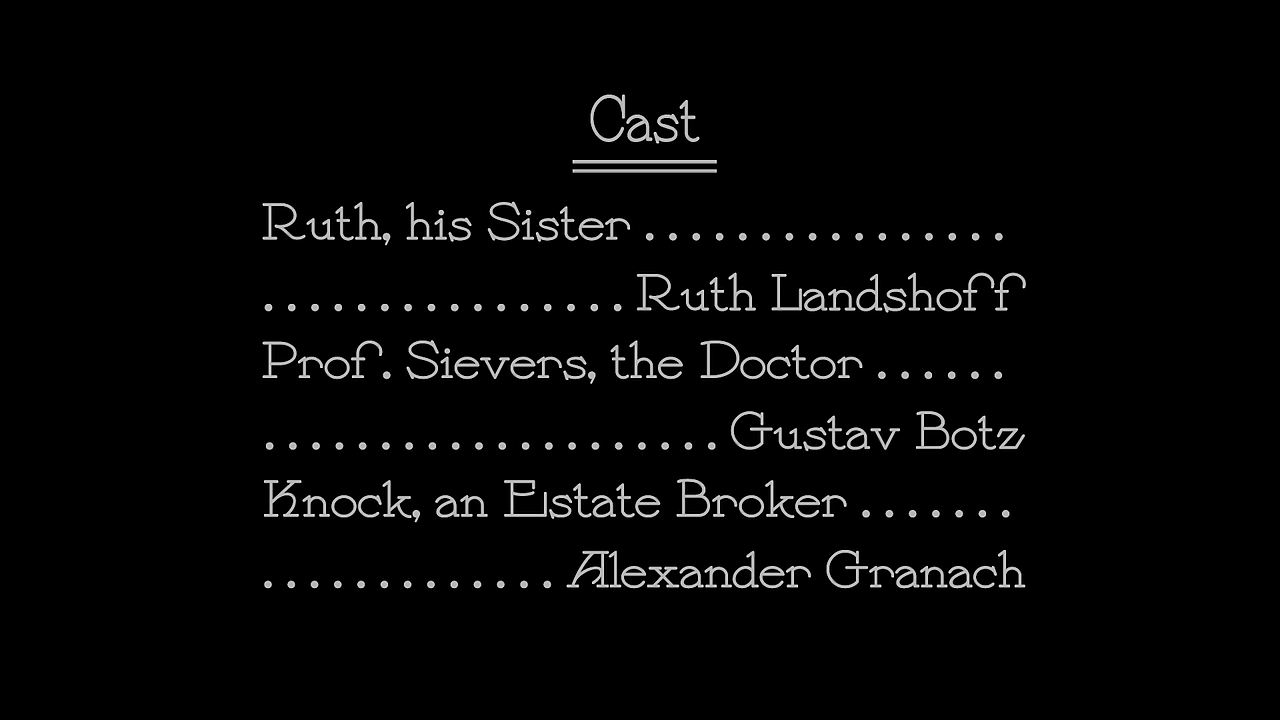 Cast
Ruth, his Sister . . . . . . . . . . . . . . . .
. . . . . . . . . . . . . . . . Ruth Landshoff
Prof. Sievers, the Doctor . . . . . .
. . . . . . . . . . . . . . . . . . . . Gustav Botz
Knock, an Estate Broker . . . . . . .
. . . . . . . . . . . . . Alexander Granach